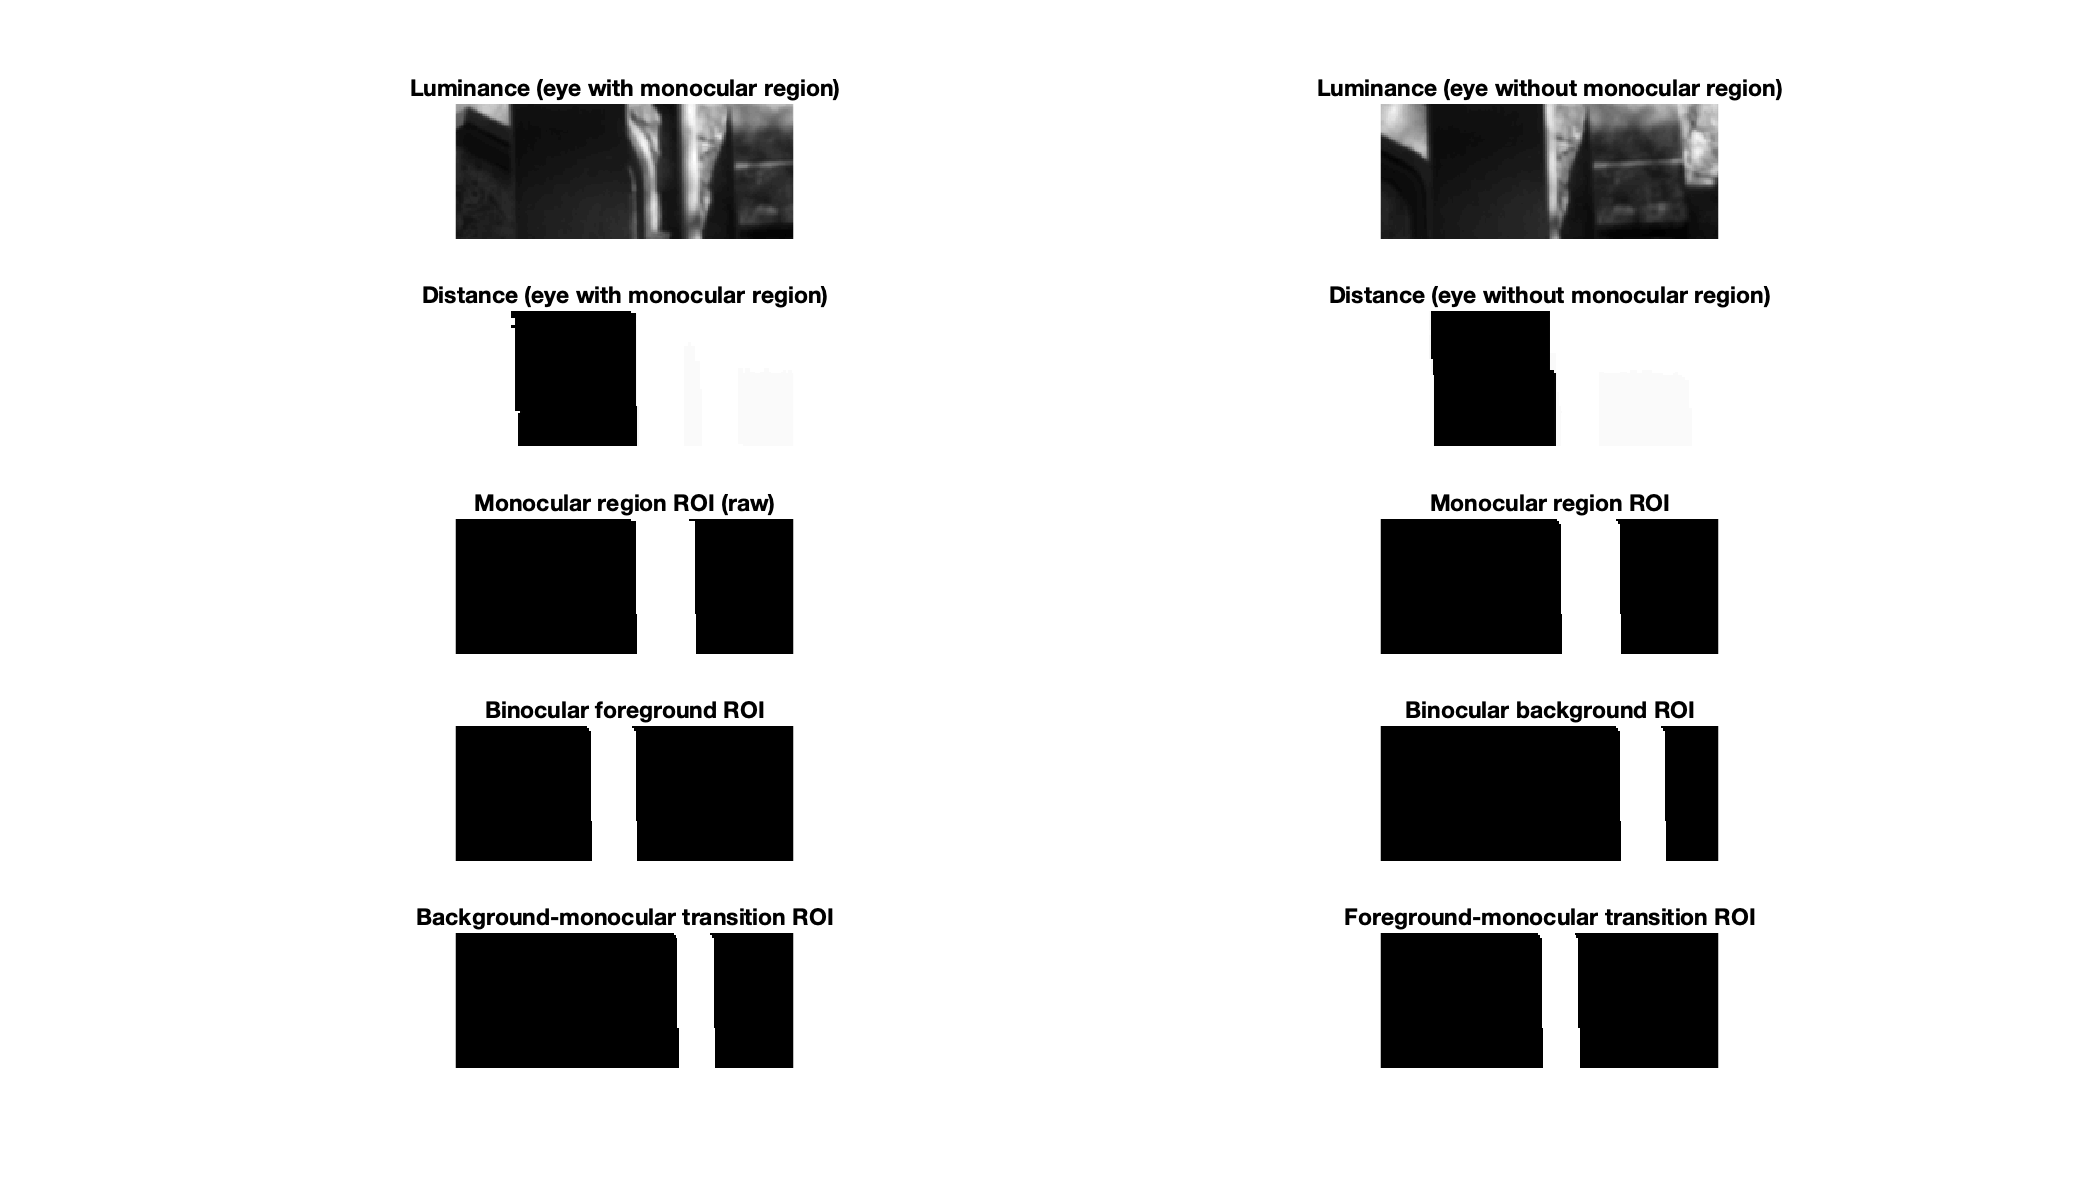 Luminance (eye with monocular region)
Luminance (eye without monocular region)
Distance (eye with monocular region)
Distance (eye without monocular region)
Monocular region ROI (raw)
Monocular region ROI
Binocular foreground ROI
Binocular background ROI
Background-monocular transition ROI
Foreground-monocular transition ROI